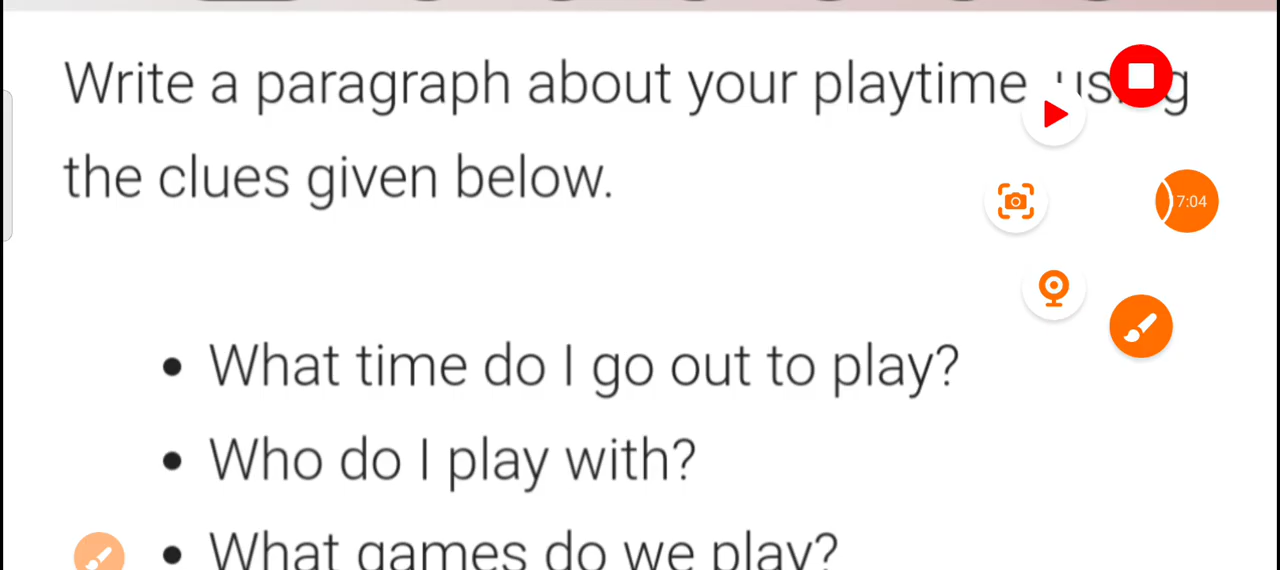 Write a paragraph about your playtime using
the clues given below.
7:04
• What time do I go out to play?
• Who do I play with?
• What games do we play?